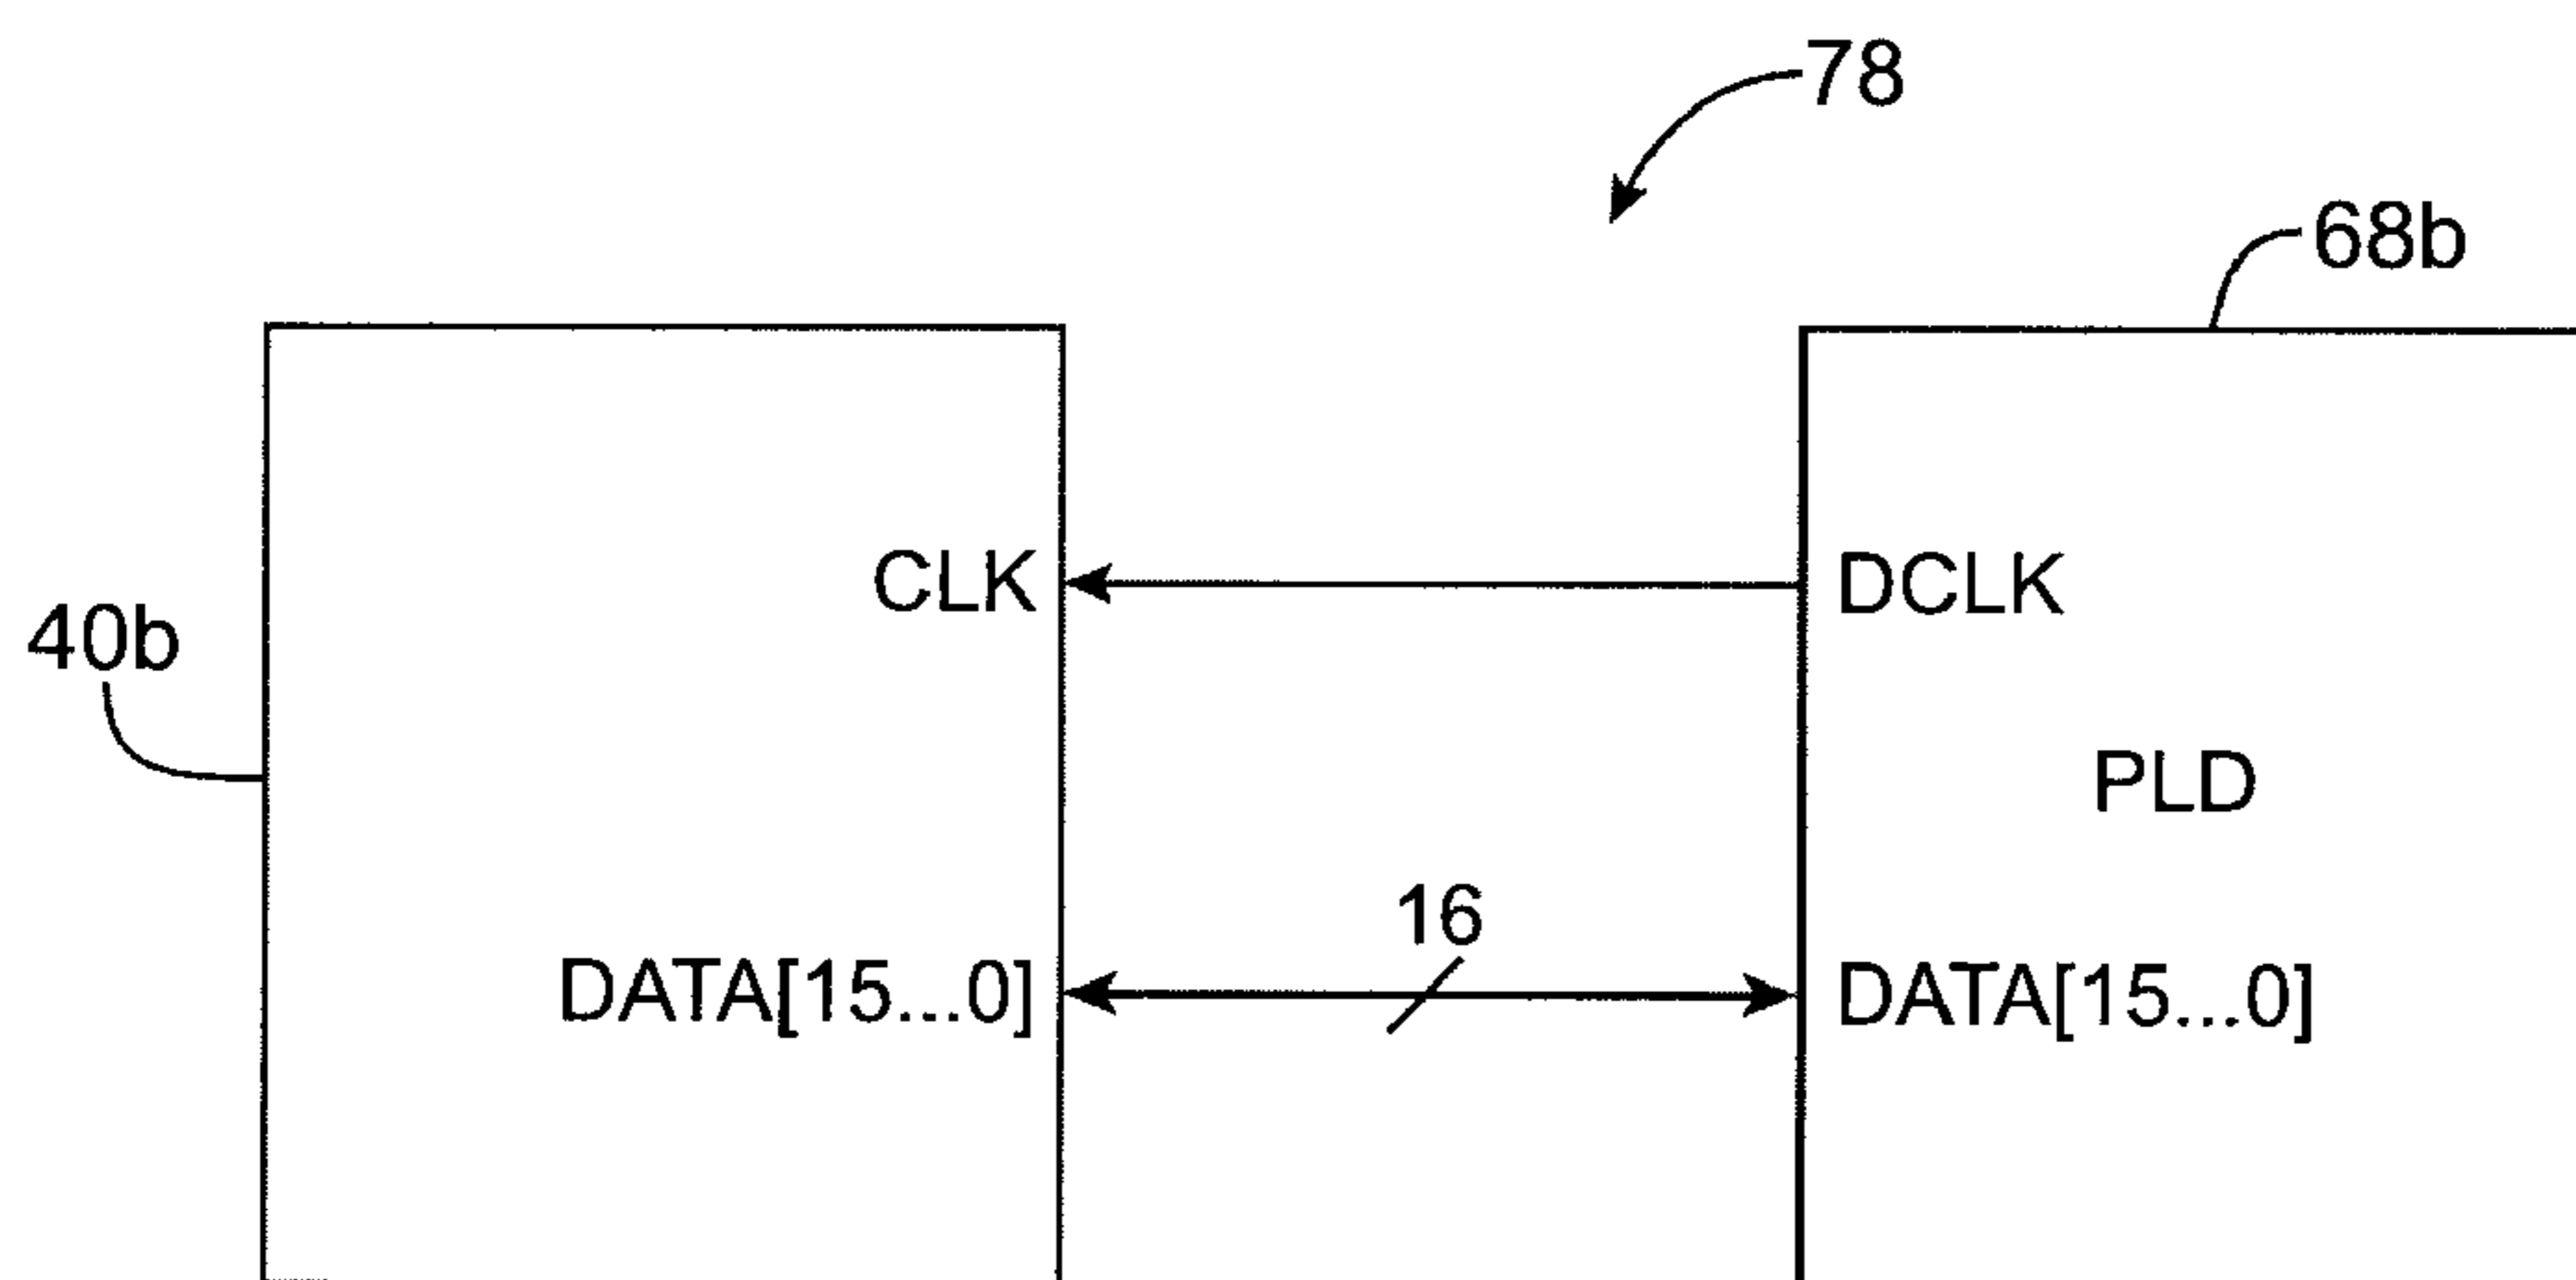 78
68b
CLK
DCLK
40b
PLD
16
DATA[15...0]
DATA[15...0]